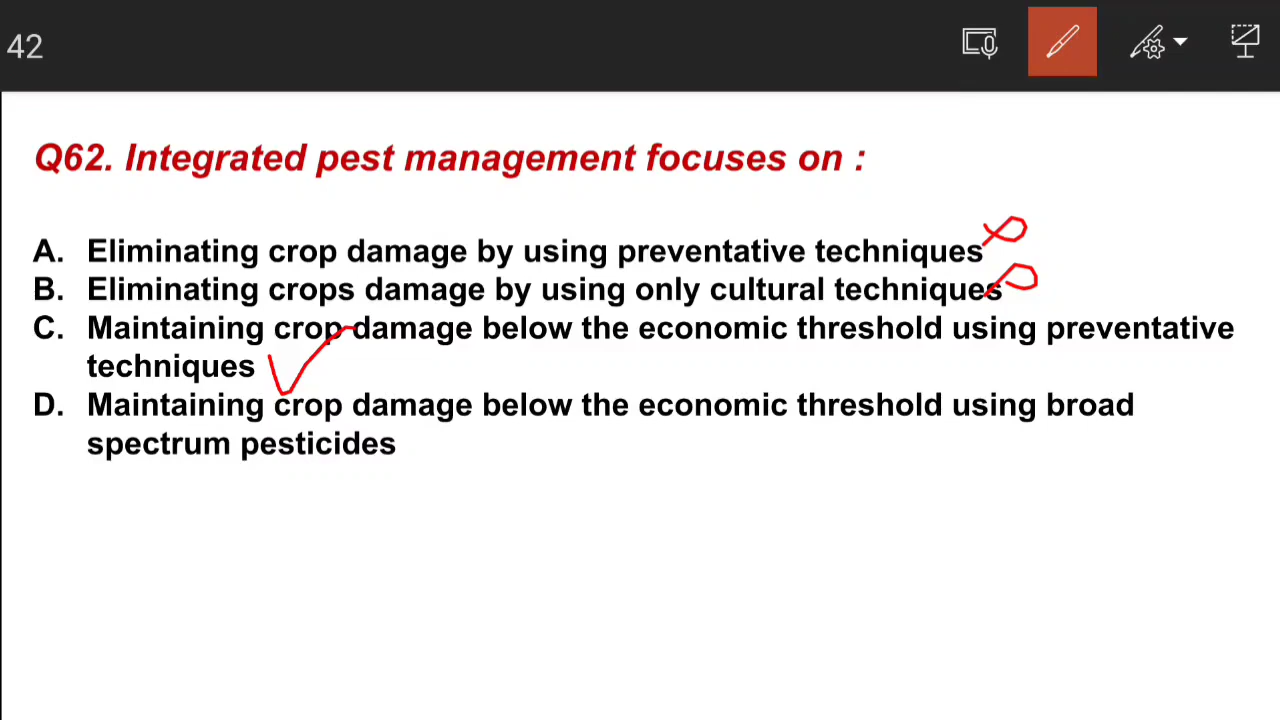 42
Q62. Integrated pest management focuses on :
A. Eliminating crop damage by using preventative techniques
B. Eliminating crops damage by using only cultural techniques
C. Maintaining crop damage below the economic threshold using preventative
techniques
D. Maintaining crop damage below the economic threshold using broad
spectrum pesticides